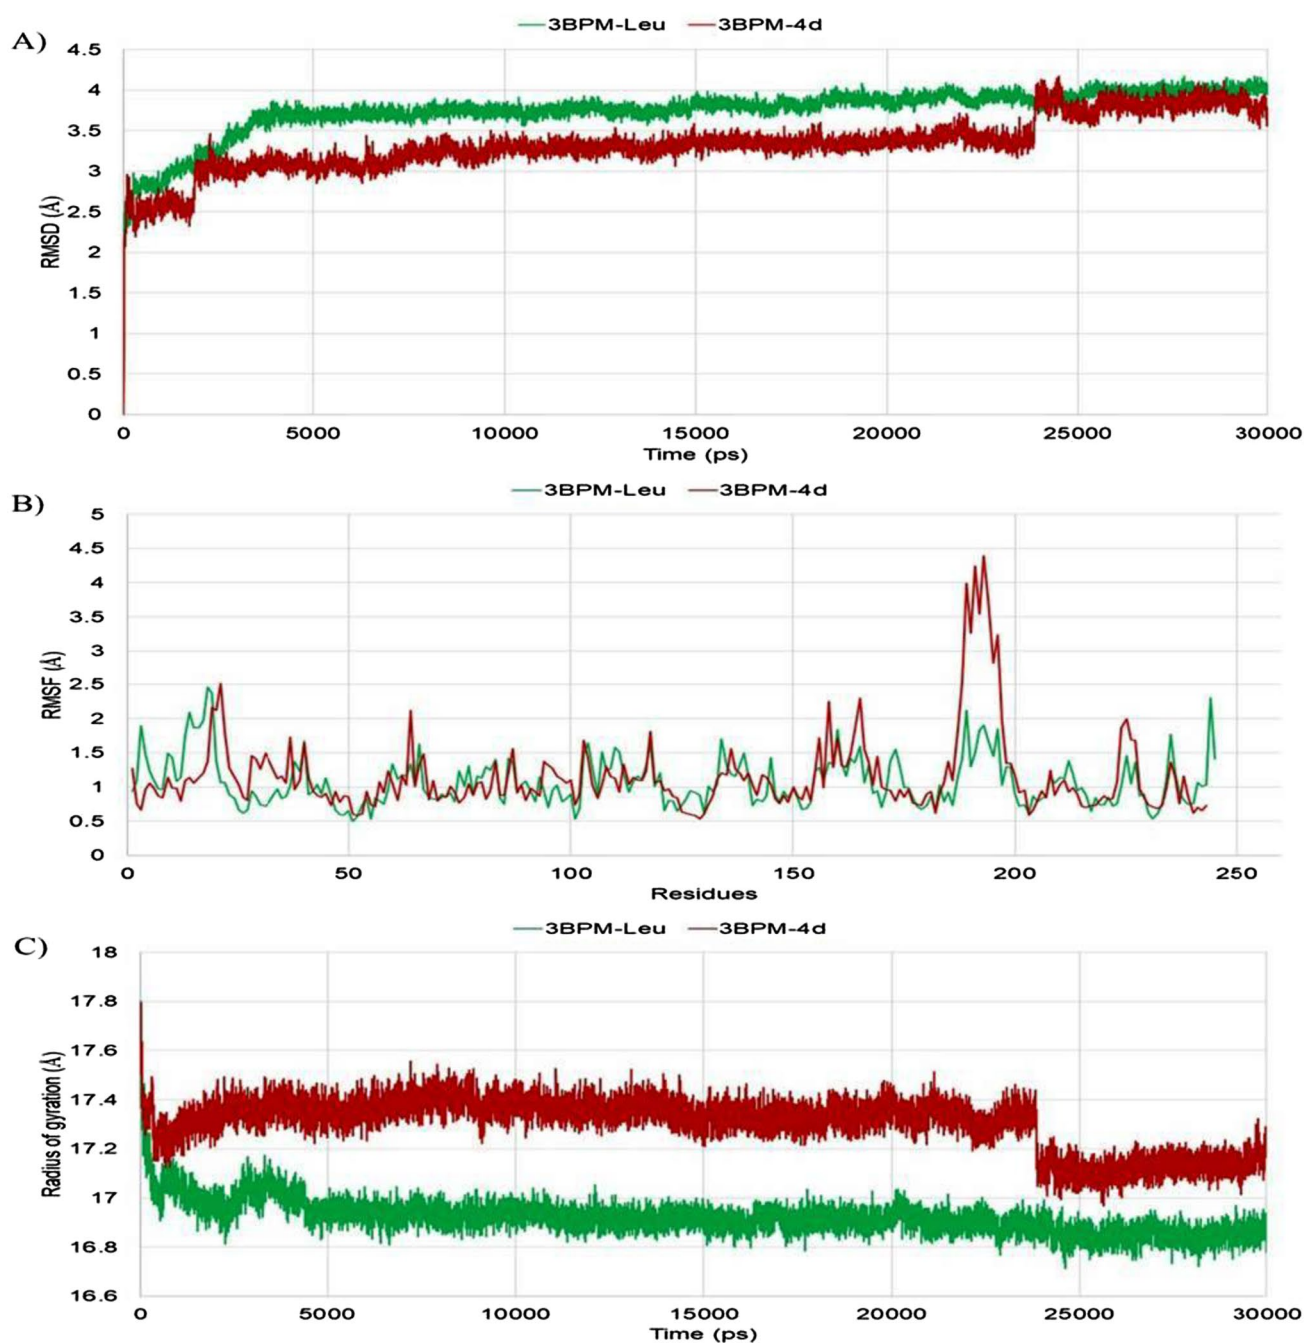 3BPM-Leu 3BPM-4d
A)
4.5
4
3.5
3
2.5
2
1.5
1
0.5
0
RMSD (Å)
0 5000 10000 15000 20000 25000 30000
Time (ps)
3BPM-Leu 3BPM-4d
B)
5
4.5
4
3.5
3
2.5
2
1.5
1
0.5
0
RMSF (Å)
0 50 100 150 200 250
Residues
3BPM-Leu 3BPM-4d
C)
18
17.8
17.6
17.4
17.2
17
16.8
16.6
Radius of gyration (Å)
0 5000 10000 15000 20000 25000 30000
Time (ps)